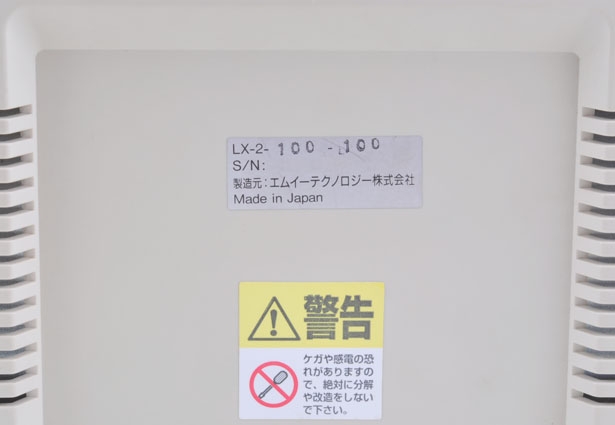 LX-2-100-100
S/N:
製造元：エムイーテクノロジー株式会社
Made in Japan
警告
ケガや感電の恐
れがありますの
で、絶対に分解
や改造をしない
で下さい。